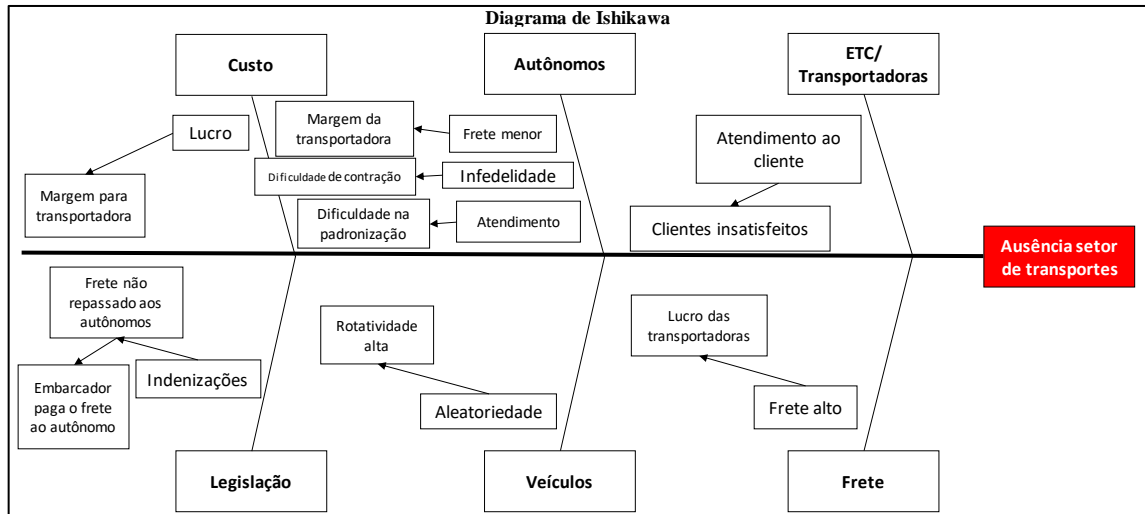 Diagrama de Ishikawa
Custo
Autônomos
ETC/
Transportadoras
Lucro
Margem para
transportadora
Margem da
transportadora
Frete menor
Dificuldade de contração
Infedelidade
Dificuldade na
padronização
Atendimento
Atendimento ao
cliente
Clientes insatisfeitos
Ausência setor
de transportes
Frete não
repassado aos
autônomos
Indenizações
Embarcador
paga o frete
ao autônomo
Rotatividade
alta
Aleatoriedade
Lucro das
transportadoras
Frete alto
Legislação
Veículos
Frete